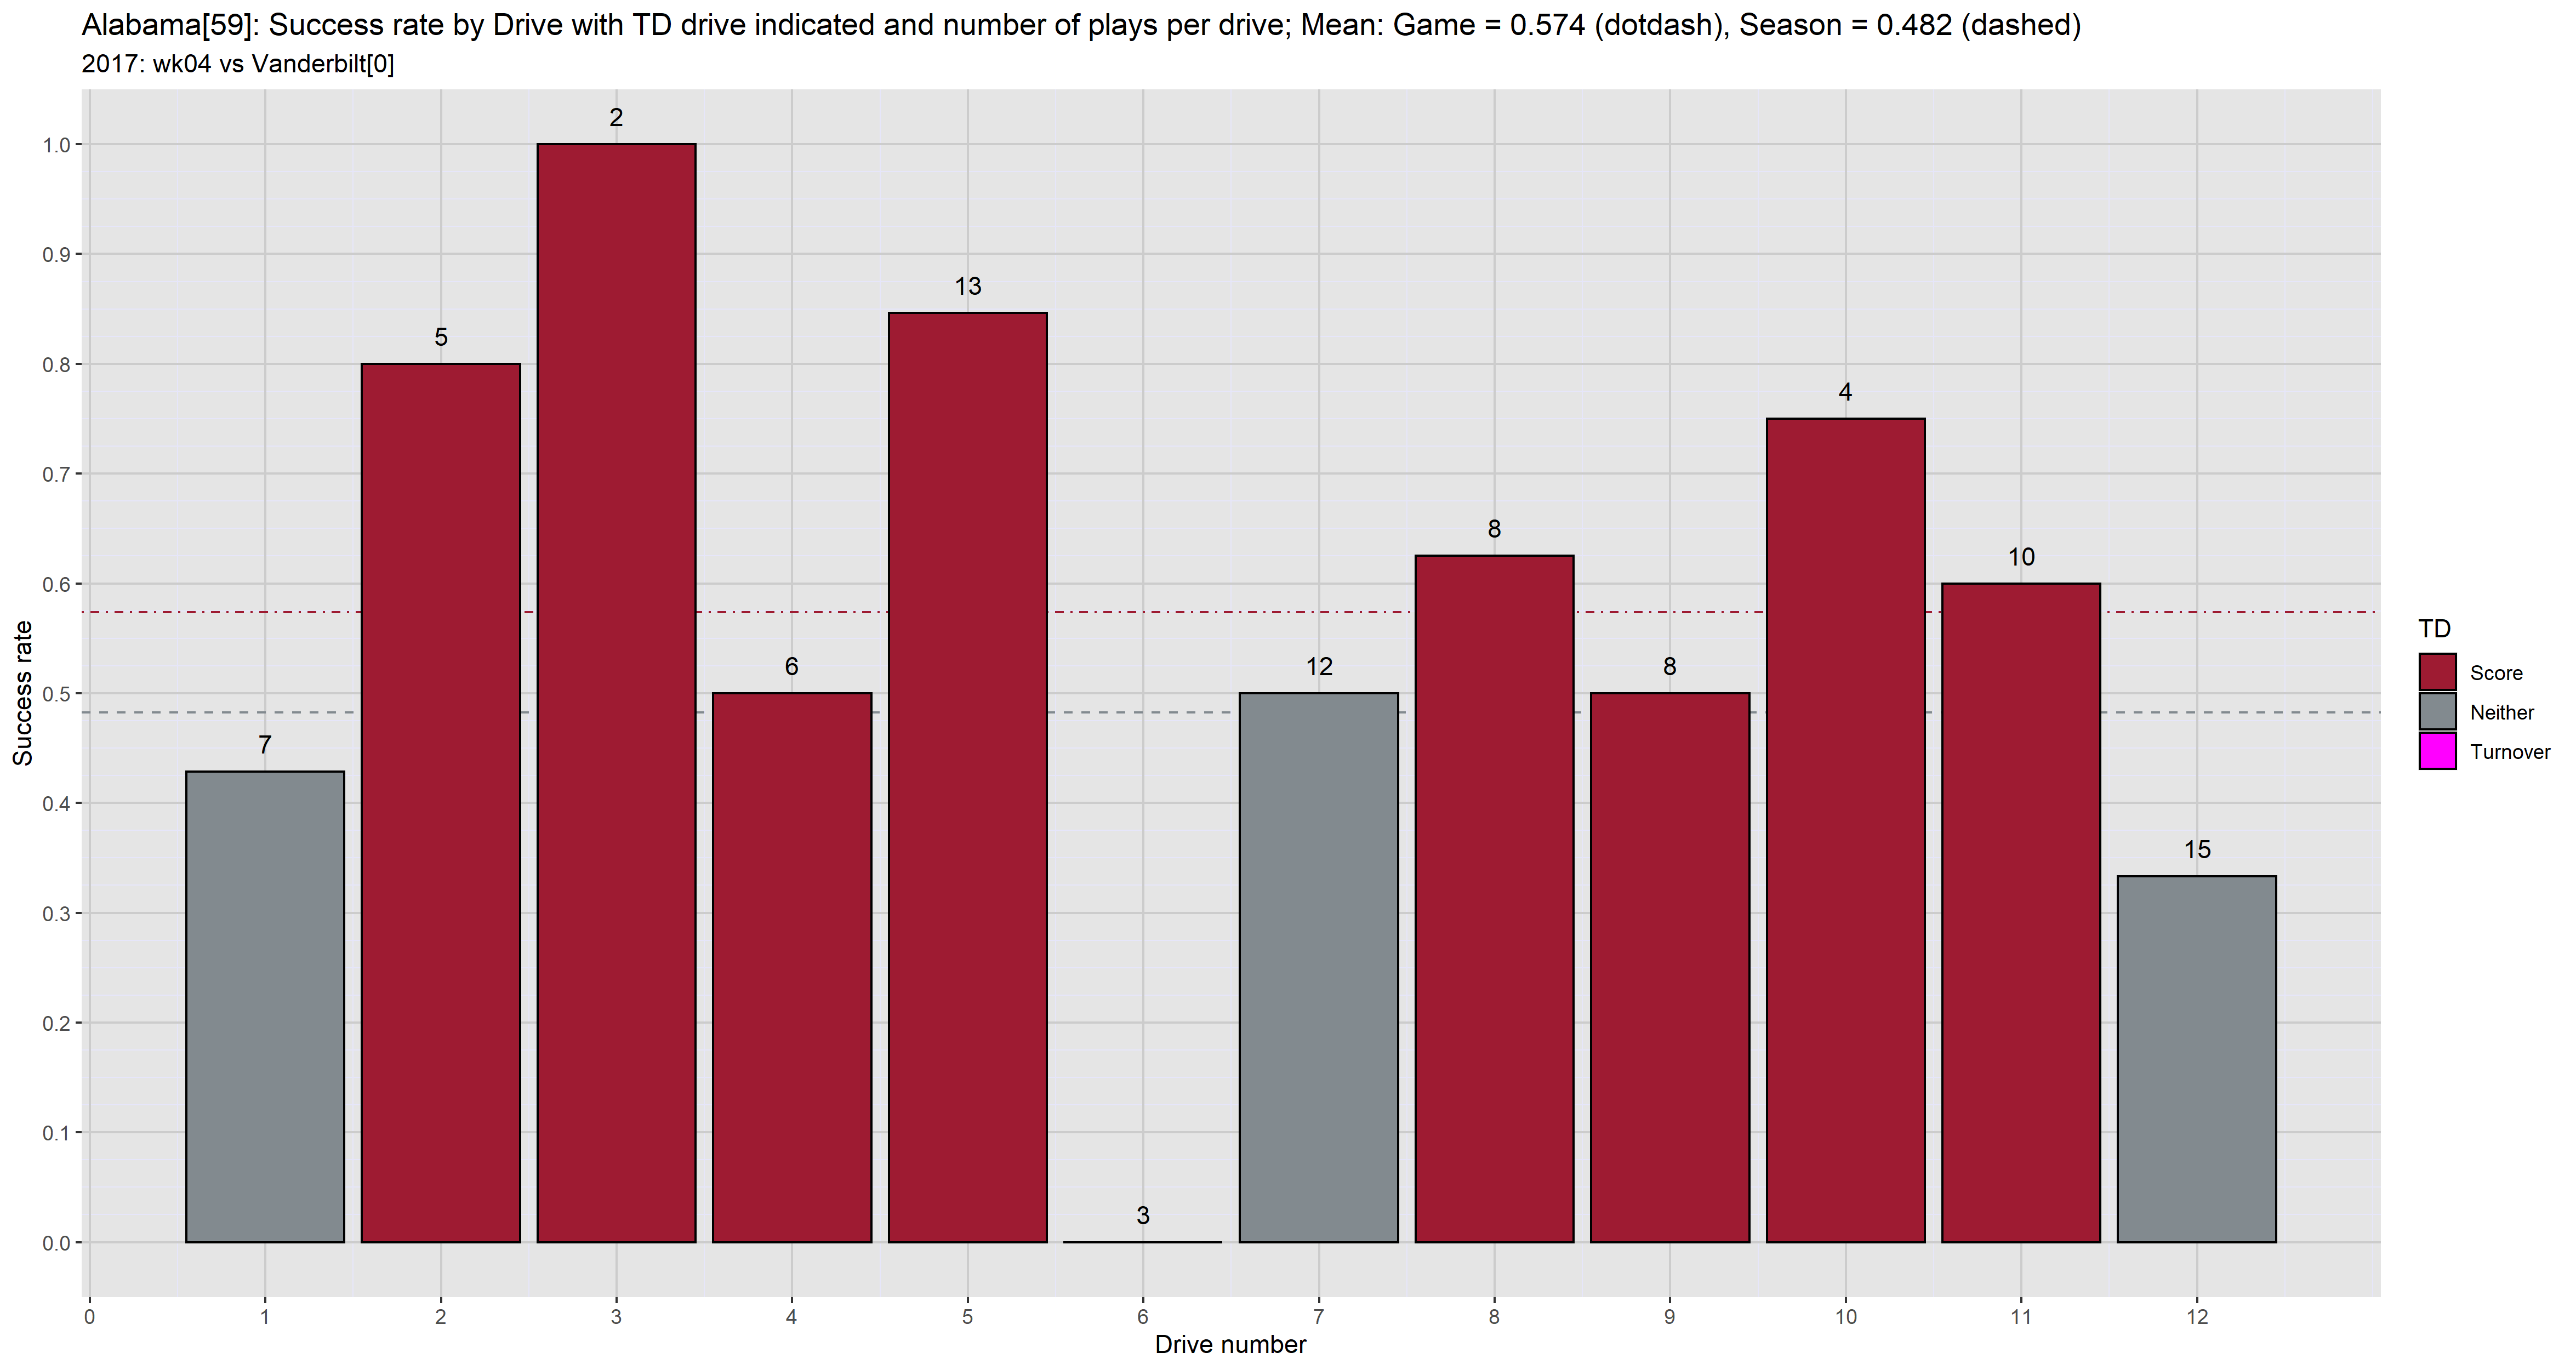 Alabama[59]: Success rate by Drive with TD drive indicated and number of plays per drive; Mean: Game = 0.574 (dotdash), Season = 0.482 (dashed)
2017: wk04 vs Vanderbilt[0]
Success rate
1.0
0.9
0.8
0.7
0.6
0.5
0.4
0.3
0.2
0.1
0.0
7
5
2
6
13
3
12
8
8
4
10
15
0 1 2 3 4 5 6 7 8 9 10 11 12
Drive number
TD
Score
Neither
Turnover